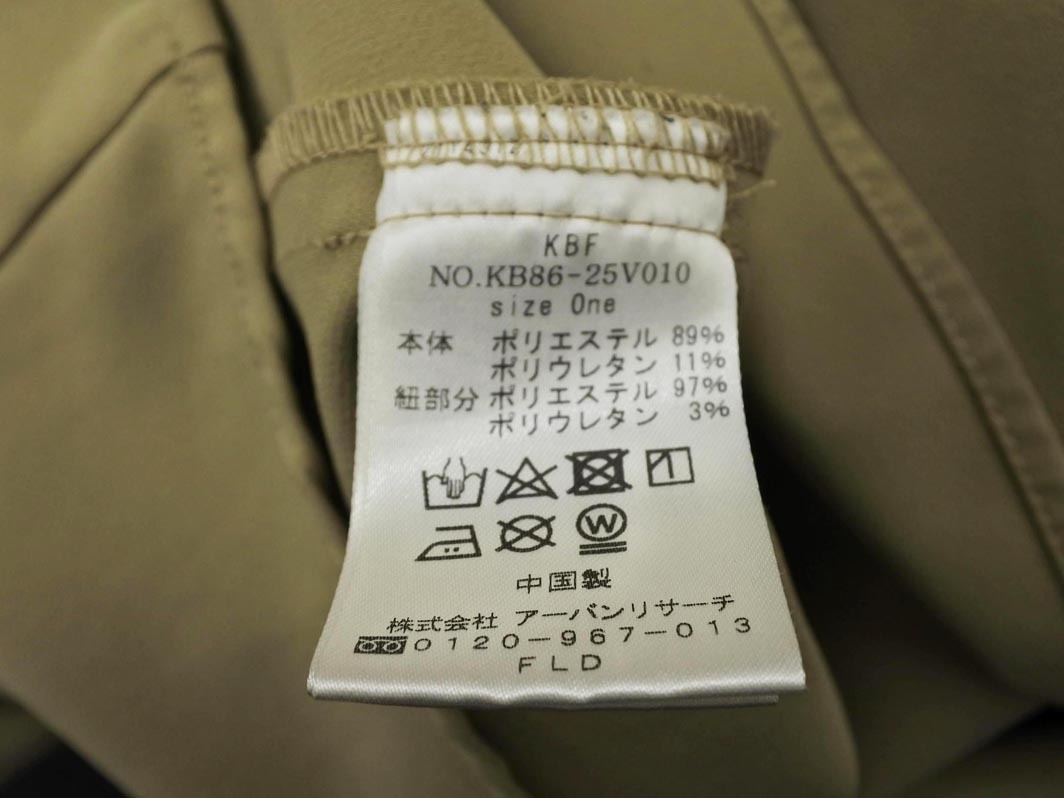 KBF
NO.KB86-25V010
size One
本体 ポリエステル 89%
ポリウレタン 11%
紐部分 ポリエステル 97%
ポリウレタン 3%
W
中国製
株式会社 アーバンリサーチ
0120-967-013
FLD